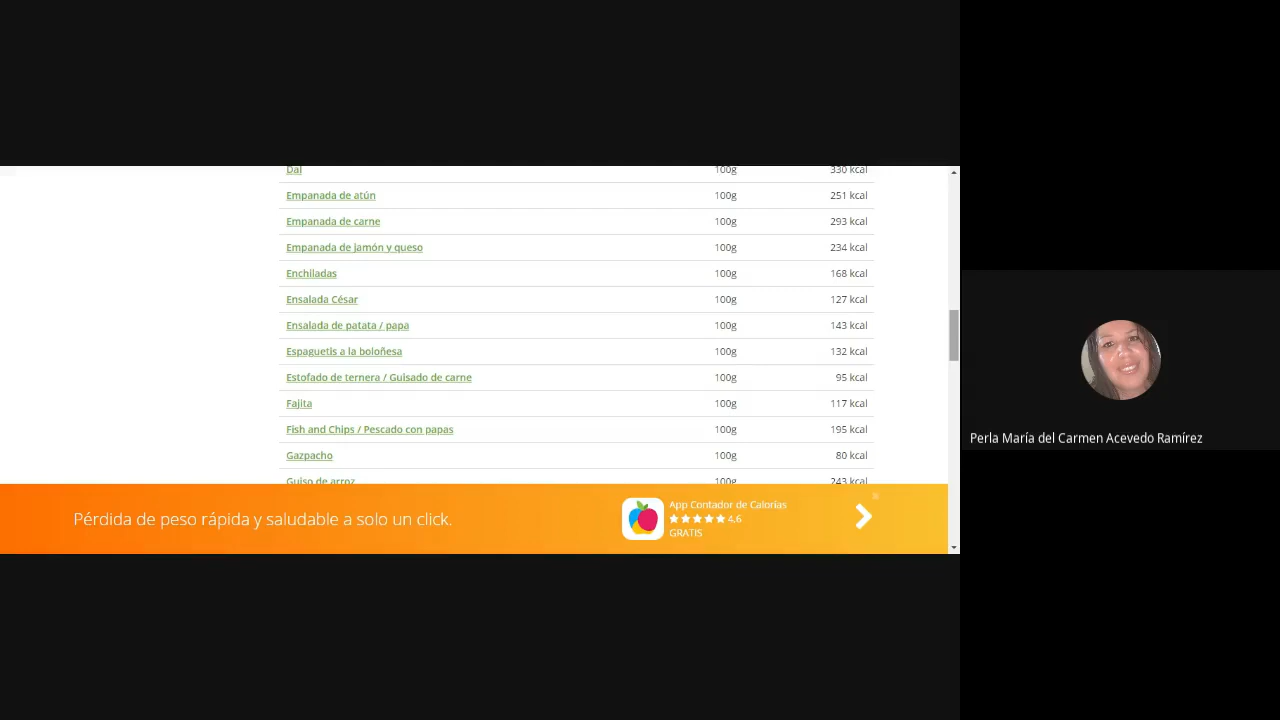 Dal 100g 330 kcal
Empanada de atún 100g 251 kcal
Empanada de carne 100g 293 kcal
Empanada de jamón y queso 100g 234 kcal
Enchiladas 100g 168 kcal
Ensalada César 100g 127 kcal
Ensalada de patata / papa 100g 143 kcal
Espaguetis a la boloñesa 100g 132 kcal
Estofado de ternera / Guisado de carne 100g 95 kcal
Fajita 100g 117 kcal
Fish and Chips / Pescado con papas 100g 195 kcal
Gazpacho 100g 80 kcal
Guiso de arroz 100g 243 kcal
Pérdida de peso rápida y saludable a solo un click.
App Contador de Calorías
4.6
GRATIS
Perla María del Carmen Acevedo Ramírez